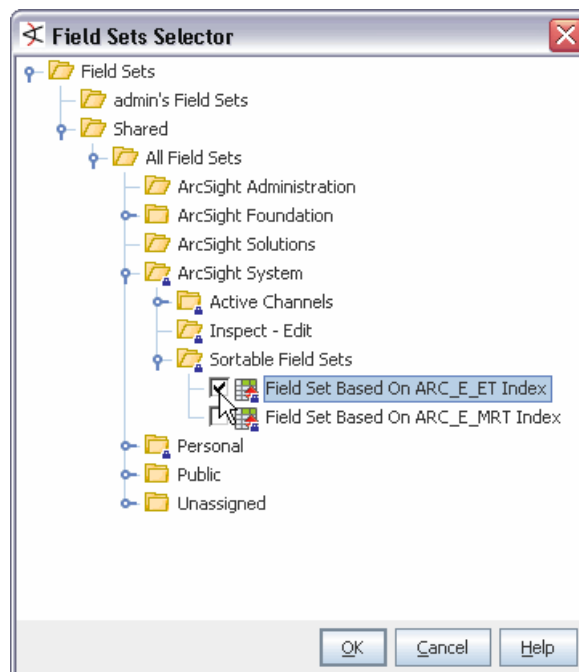 Field Sets Selector
Field Sets
admin's Field Sets
Shared
All Field Sets
ArcSight Administration
ArcSight Foundation
ArcSight Solutions
ArcSight System
Active Channels
Inspect - Edit
Sortable Field Sets
Field Set Based On ARC_E_ET Index
Field Set Based On ARC_E_MRT Index
Personal
Public
Unassigned
OK Cancel Help